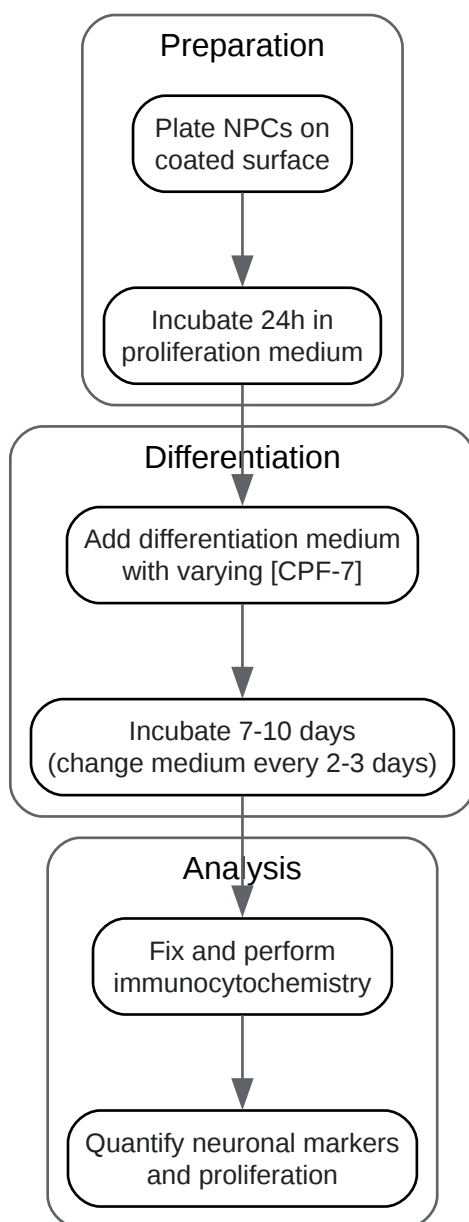 Preparation
Plate NPCs on
coated surface
Incubate 24h in
proliferation medium
Differentiation
Add differentiation medium
with varying [CPF-7]
Incubate 7-10 days
(change medium every 2-3 days)
Analysis
Fix and perform
immunocytochemistry
Quantify neuronal markers
and proliferation